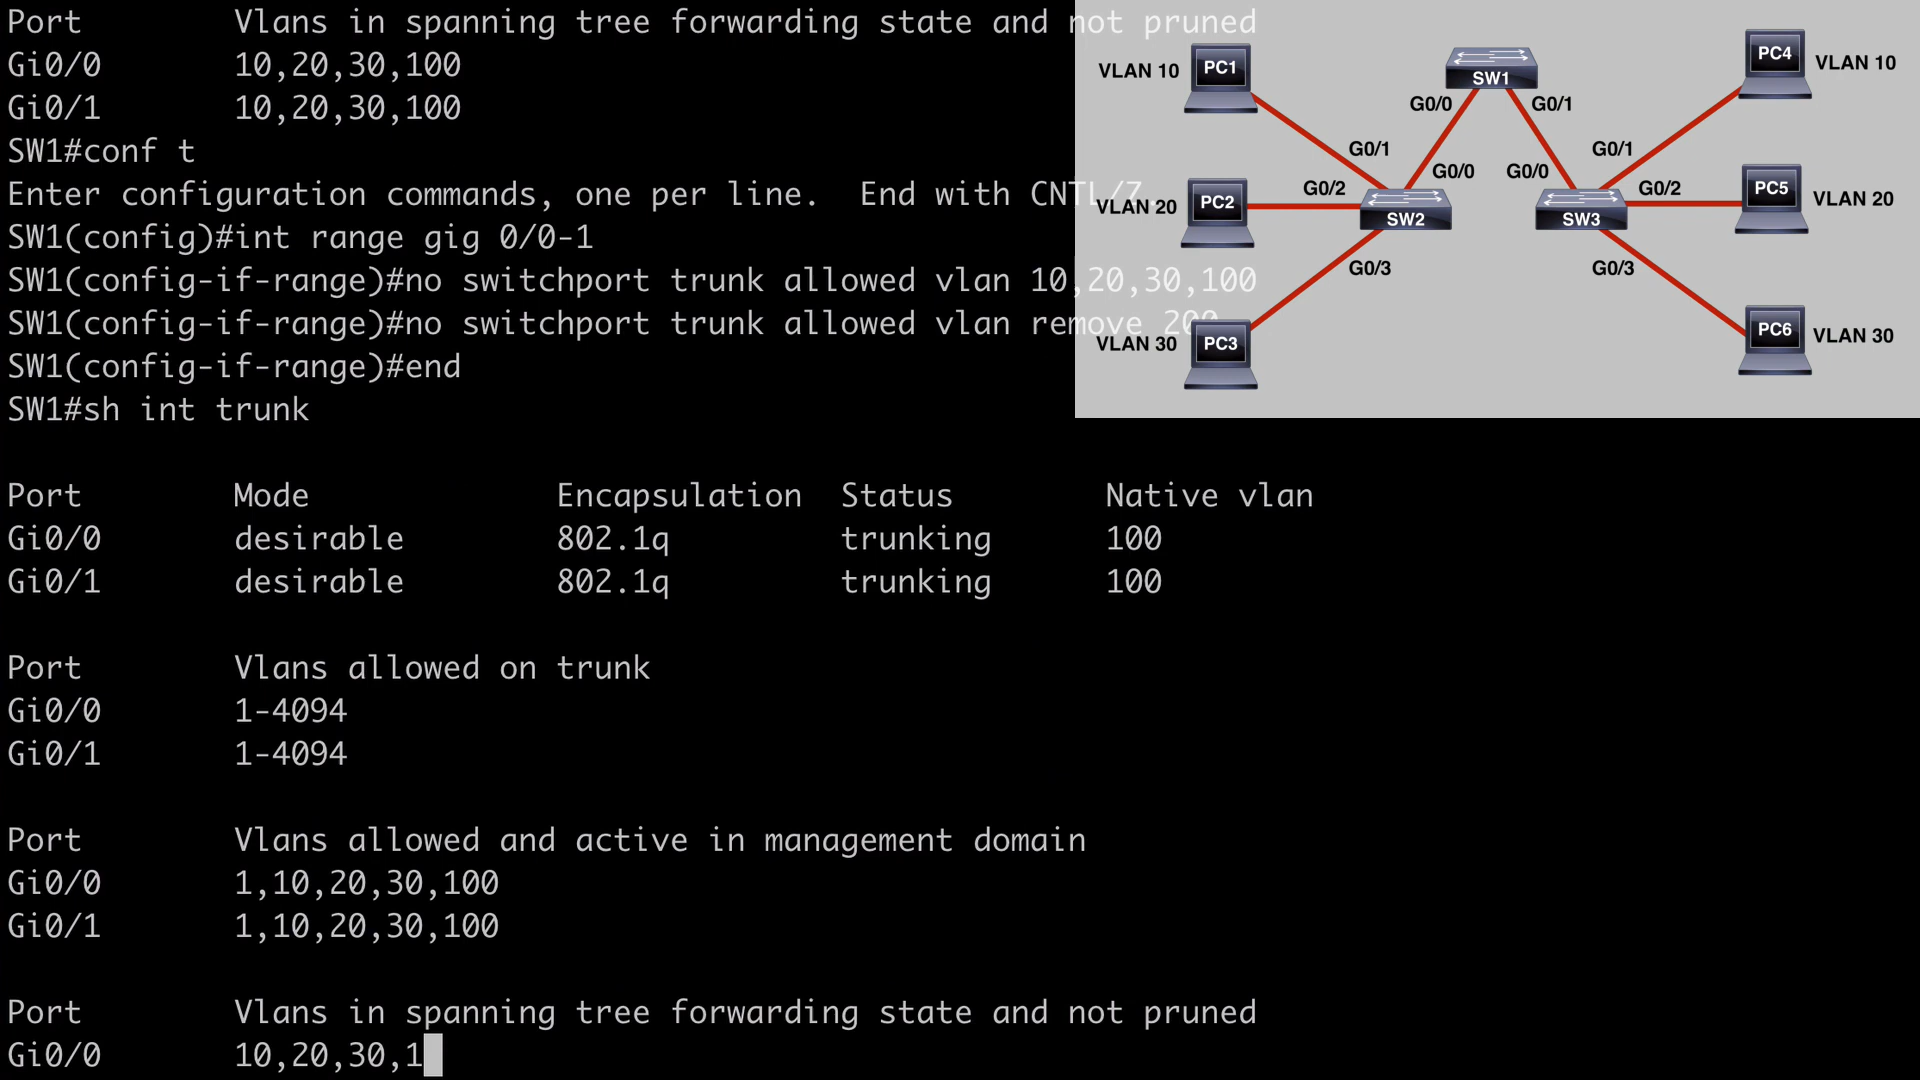 Port Vlans in spanning tree forwarding state and not pruned
Gi0/0 10,20,30,100
Gi0/1 10,20,30,100
SW1#conf t
Enter configuration commands, one per line. End with CNTL/Z.
SW1(config)#int range gig 0/0-1
SW1(config-if-range)#no switchport trunk allowed vlan 10,20,30,100
SW1(config-if-range)#no switchport trunk allowed vlan remove 200
SW1(config-if-range)#end
SW1#sh int trunk
Port Mode Encapsulation Status Native vlan
Gi0/0 desirable 802.1q trunking 100
Gi0/1 desirable 802.1q trunking 100
Port Vlans allowed on trunk
Gi0/0 1-4094
Gi0/1 1-4094
Port Vlans allowed and active in management domain
Gi0/0 1,10,20,30,100
Gi0/1 1,10,20,30,100
Port Vlans in spanning tree forwarding state and not pruned
Gi0/0 10,20,30,1
VLAN 10 PC1
SW1
PC4 VLAN 10
G0/0 G0/1
G0/1 G0/0 G0/0 G0/1
VLAN 20 PC2 G0/2
SW2
SW3
G0/2 PC5 VLAN 20
G0/3 G0/3
VLAN 30 PC3
PC6 VLAN 30